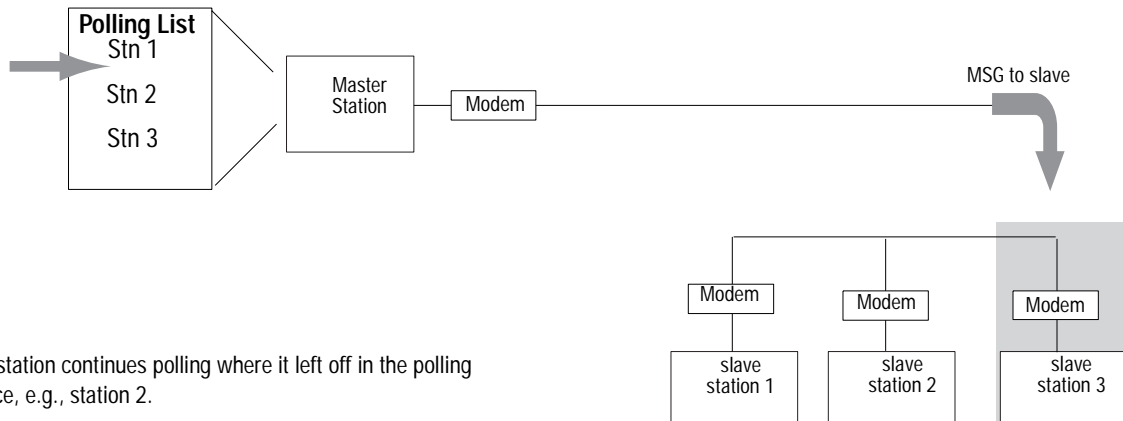 Polling List
Stn 1
Stn 2
Stn 3
Master
Station
Modem
MSG to slave
Modem
Modem
Modem
slave
station 1
slave
station 2
slave
station 3
station continues polling where it left off in the polling
e.g., station 2.